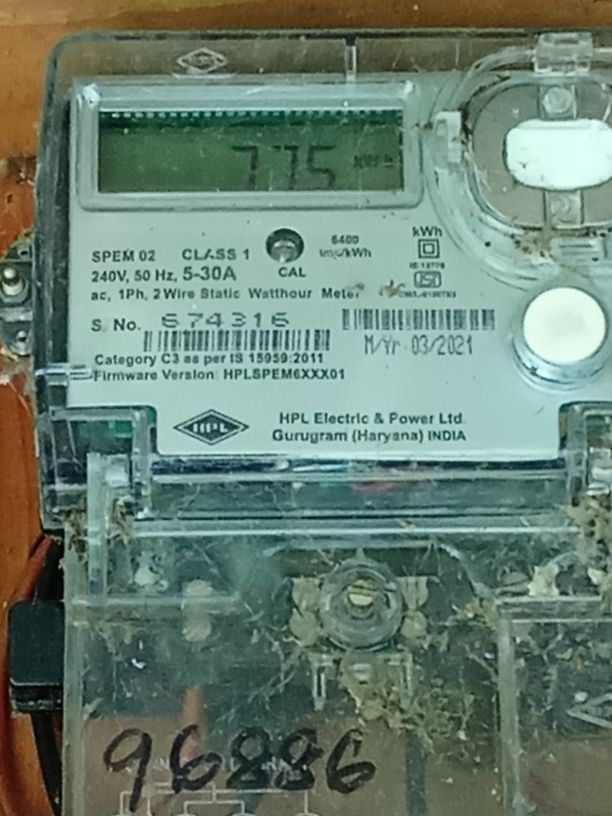 775
kWh
SPEM 02 CLASS 1
6400
imp/kWh
240V, 50 Hz, 5-30A CAL
ac, 1Ph, 2 Wire Static Watthour Meter
S. No. 674316
M/Yr 03/2021
Category C3 as per IS 15959:2011
Firmware Version: HPLSPEM6XXX01
HPL
HPL Electric & Power Ltd.
Gurugram (Haryana) INDIA
96886